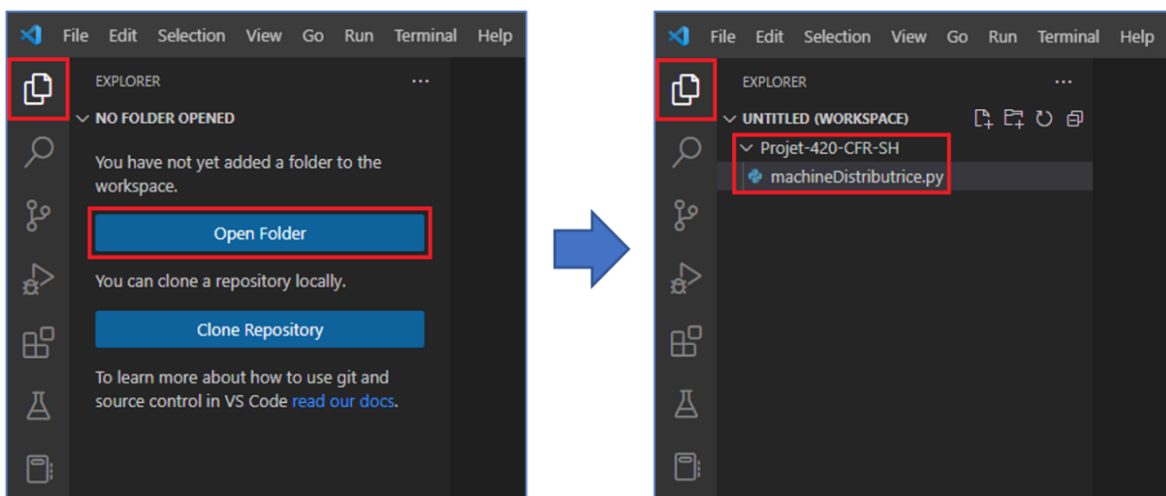 File Edit Selection View Go Run Terminal Help
EXPLORER
NO FOLDER OPENED
You have not yet added a folder to the
workspace.
Open Folder
You can clone a repository locally.
Clone Repository
To learn more about how to use git and
source control in VS Code read our docs.
File Edit Selection View Go Run Terminal Help
EXPLORER
UNTITLED (WORKSPACE)
Projet-420-CFR-SH
machineDistributrice.py